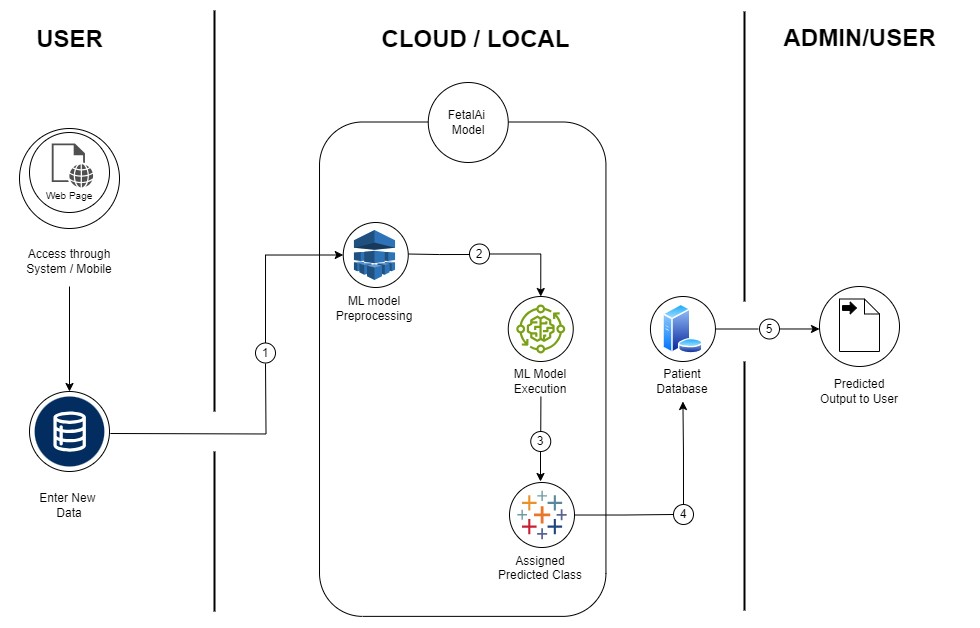 USER
CLOUD / LOCAL
ADMIN/USER
FetalAi
Model
Web Page
Access through
System / Mobile
1
Enter New
Data
ML model
Preprocessing
2
ML Model
Execution
3
Assigned
Predicted Class
4
Patient
Database
5
Predicted
Output to User